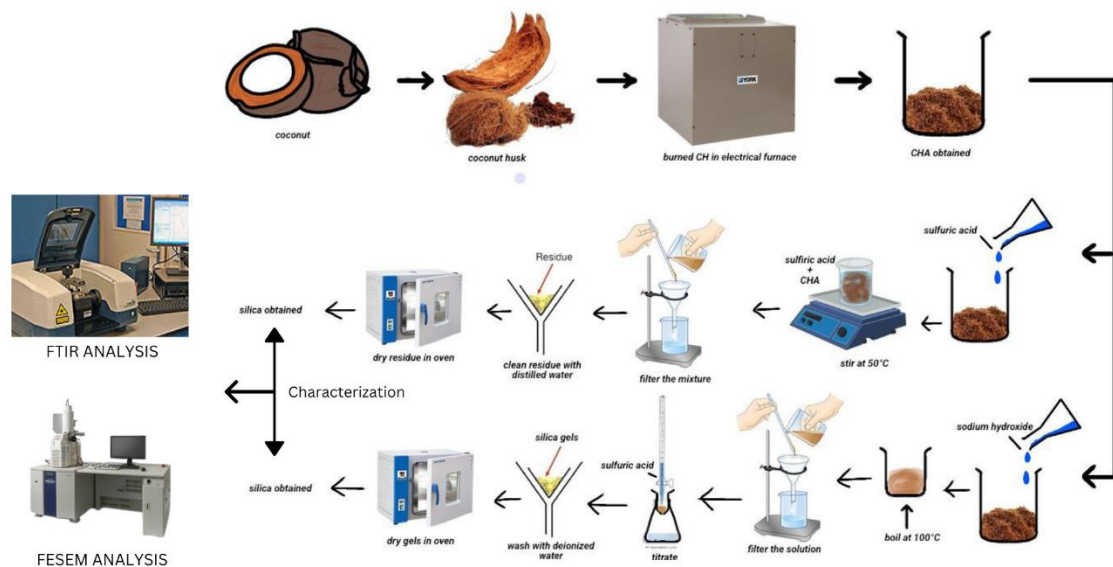 coconut
coconut husk
YORK
burned CH in electrical furnace
CHA obtained
sulfuric acid
sulfiric acid
+
CHA
stir at 50°C
filter the mixture
Residue
clean residue with
distilled water
dry residue in oven
silica obtained
FTIR ANALYSIS
Characterization
sodium hydroxide
boil at 100°C
filter the solution
sulfuric acid
titrate
silica gels
wash with deionized
water
dry gels in oven
silica obtained
FESEM ANALYSIS